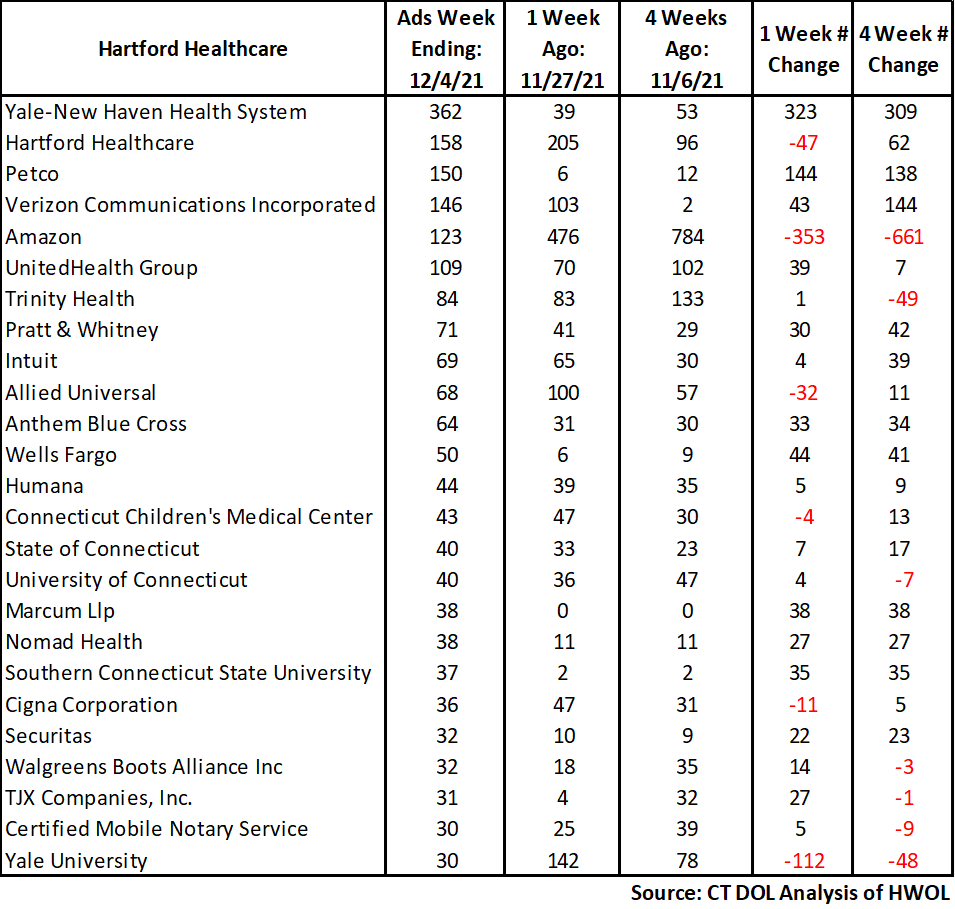 Hartford Healthcare Ads Week Ending: 12/4/21 1 Week Ago: 11/27/21 4 Weeks Ago: 11/6/21 1 Week # Change 4 Week # Change
Yale-New Haven Health System 362 39 53 323 309
Hartford Healthcare 158 205 96 -47 62
Petco 150 6 12 144 138
Verizon Communications Incorporated 146 103 2 43 144
Amazon 123 476 784 -353 -661
UnitedHealth Group 109 70 102 39 7
Trinity Health 84 83 133 1 -49
Pratt & Whitney 71 41 29 30 42
Intuit 69 65 30 4 39
Allied Universal 68 100 57 -32 11
Anthem Blue Cross 64 31 30 33 34
Wells Fargo 50 6 9 44 41
Humana 44 39 35 5 9
Connecticut Children's Medical Center 43 47 30 -4 13
State of Connecticut 40 33 23 7 17
University of Connecticut 40 36 47 4 -7
Marcum Llp 38 0 0 38 38
Nomad Health 38 11 11 27 27
Southern Connecticut State University 37 2 2 35 35
Cigna Corporation 36 47 31 -11 5
Securitas 32 10 9 22 23
Walgreens Boots Alliance Inc 32 18 35 14 -3
TJX Companies, Inc. 31 4 32 27 -1
Certified Mobile Notary Service 30 25 39 5 -9
Yale University 30 142 78 -112 -48
Source: CT DOL Analysis of HWOL